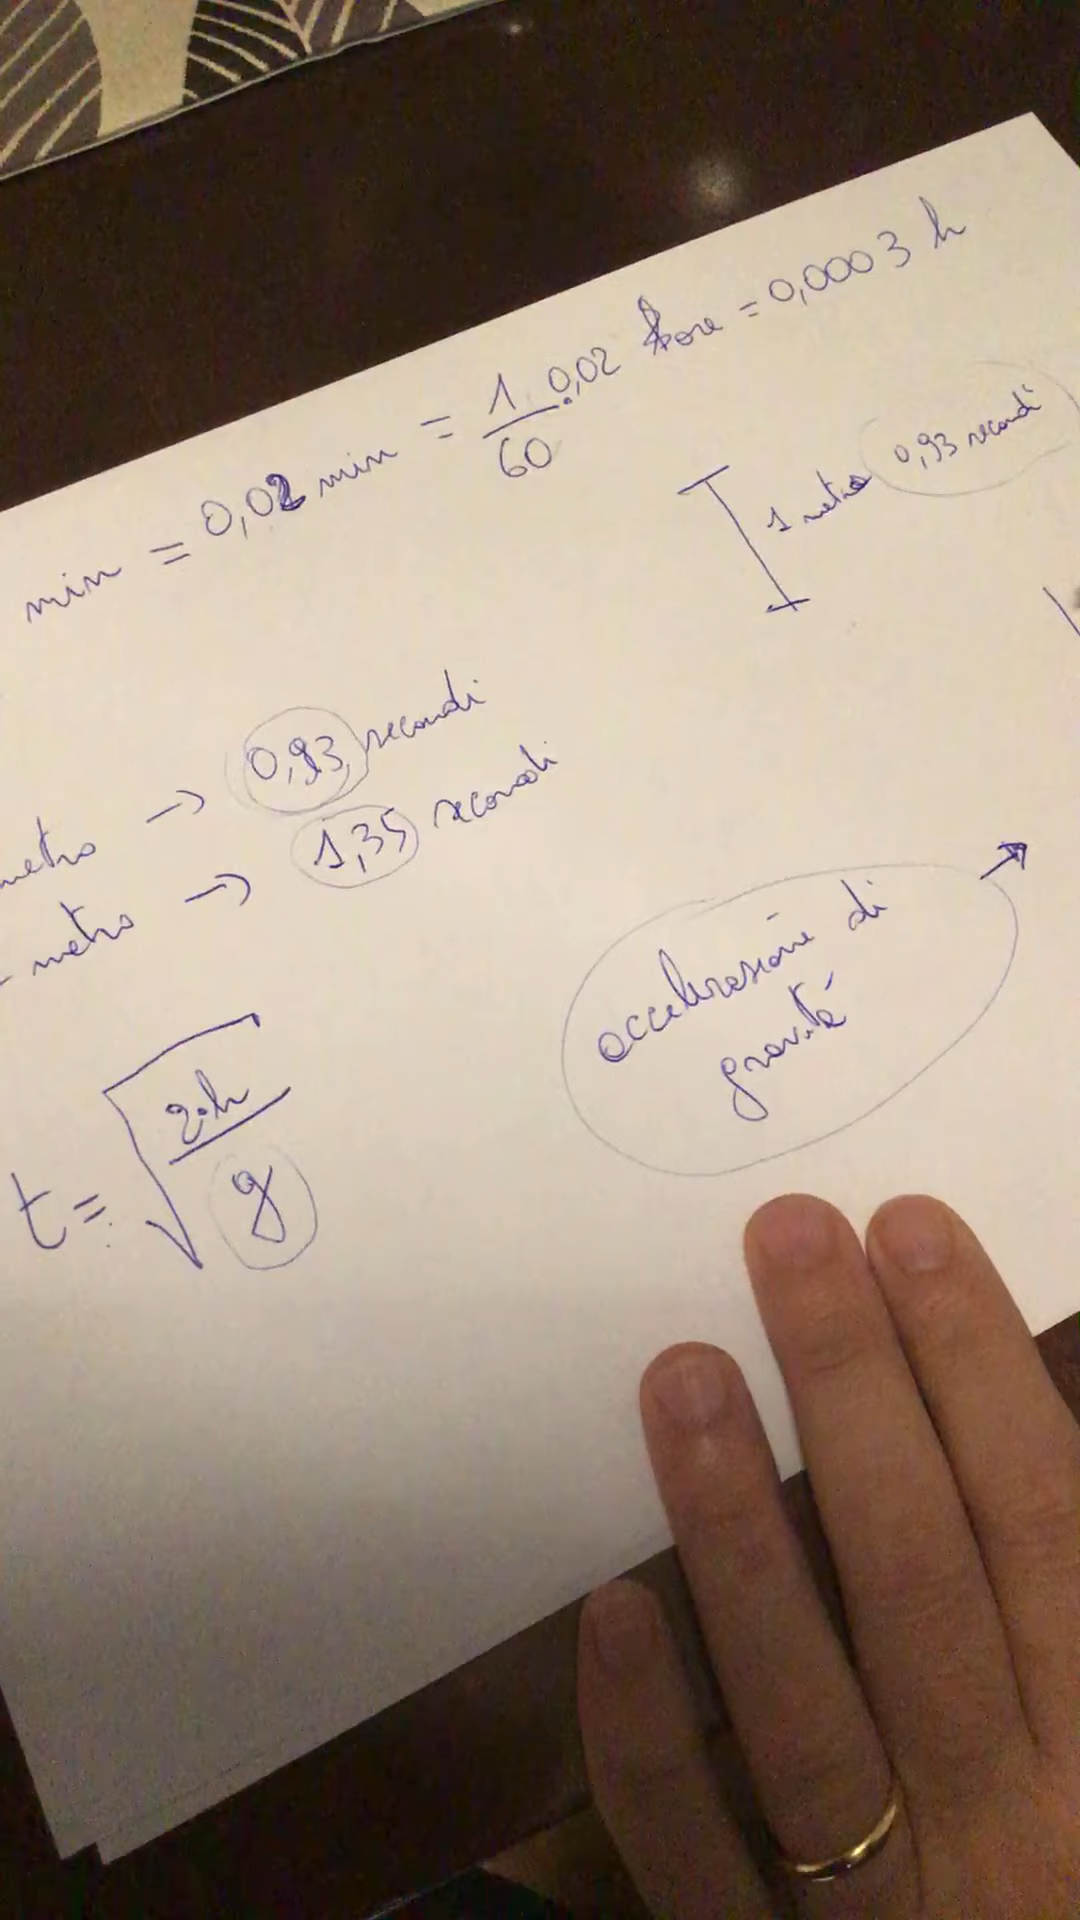 min = 0,02 min = 1/60 · 0,02 ore = 0,0003 h
1 metro 0,93 secondi
metro → 0,93 secondi
metro → 1,35 secondi
accelerazione di
gravità
t = √(2·h/g)